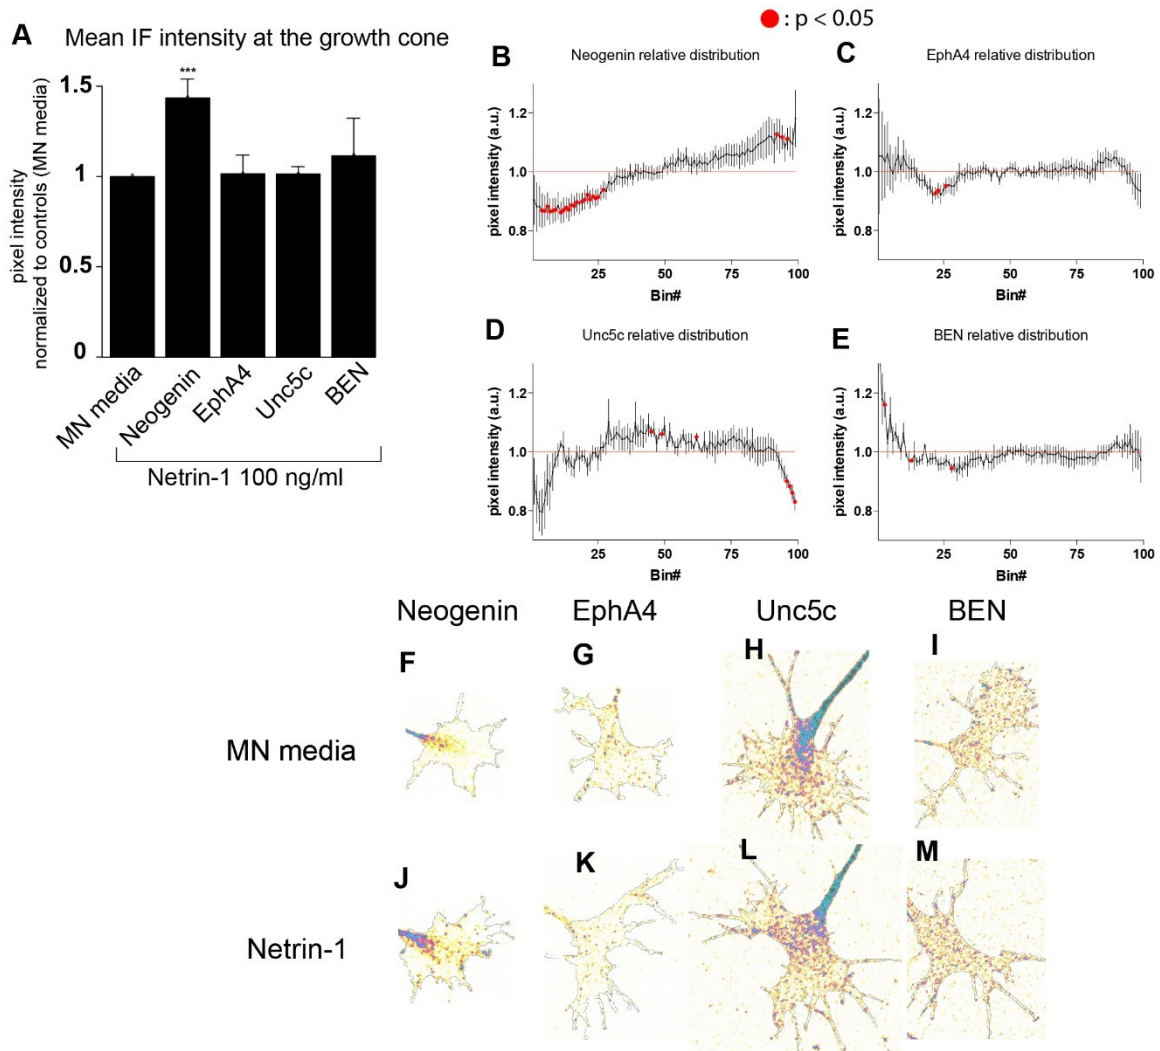 : p < 0.05
A Mean IF intensity at the growth cone
pixel intensity
normalized to controls (MN media)
1.5
1
0.5
0
***
MN media
Neogenin
EphA4
Unc5c
BEN
Netrin-1 100 ng/ml
B Neogenin relative distribution
pixel intensity (a.u.)
1.2
1.0
0.8
25 50 75 100
Bin#
C EphA4 relative distribution
pixel intensity (a.u.)
1.2
1.0
0.8
25 50 75 100
Bin#
D Unc5c relative distribution
pixel intensity (a.u.)
1.2
1.0
0.8
25 50 75 100
Bin#
E BEN relative distribution
pixel intensity (a.u.)
1.2
1.0
0.8
25 50 75 100
Bin#
Neogenin EphA4 Unc5c BEN
F G H I
MN media
J K L M
Netrin-1